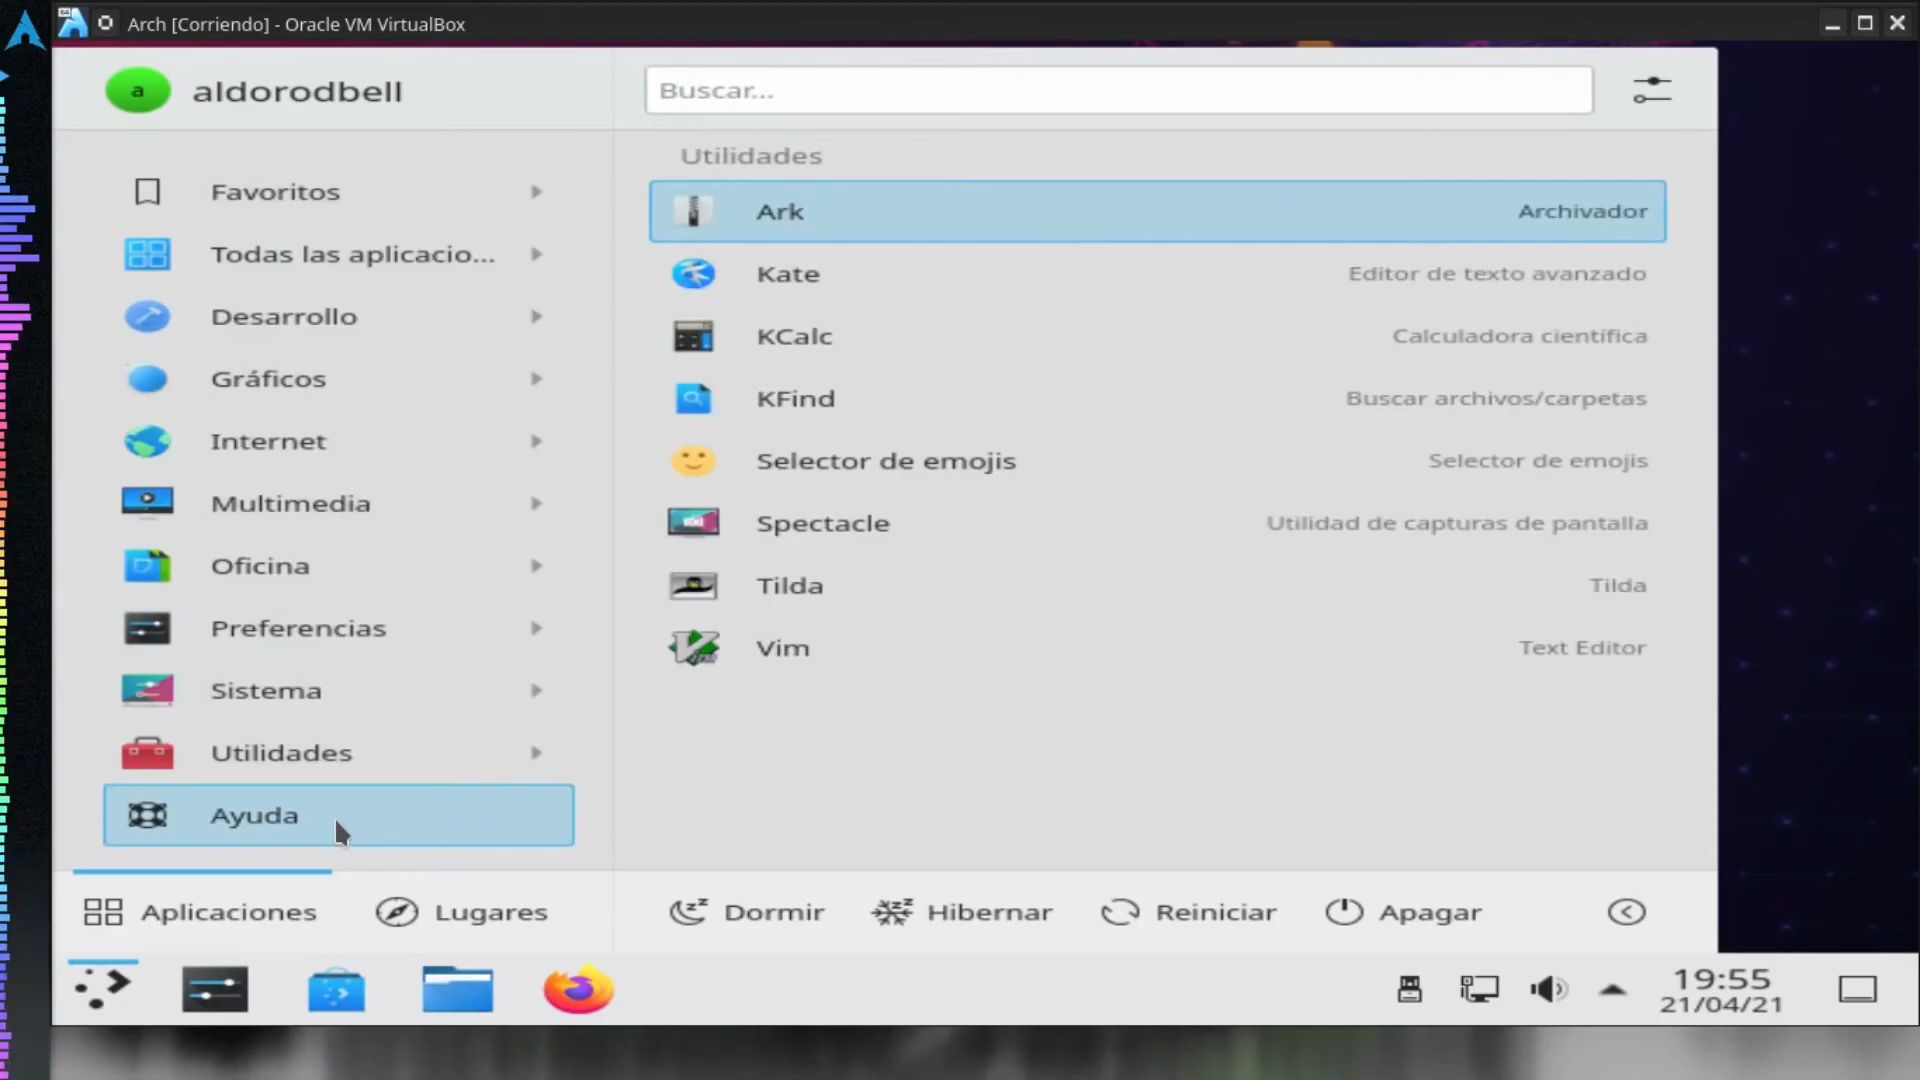 Arch [Corriendo] - Oracle VM VirtualBox
a
aldorodbell
Buscar...
Favoritos
Todas las aplicacio...
Desarrollo
Gráficos
Internet
Multimedia
Oficina
Preferencias
Sistema
Utilidades
Ayuda
Utilidades
Ark Archivador
Kate Editor de texto avanzado
KCalc Calculadora científica
KFind Buscar archivos/carpetas
Selector de emojis Selector de emojis
Spectacle Utilidad de capturas de pantalla
Tilda Tilda
Vim Text Editor
Aplicaciones Lugares Dormir Hibernar Reiniciar Apagar
19:55
21/04/21